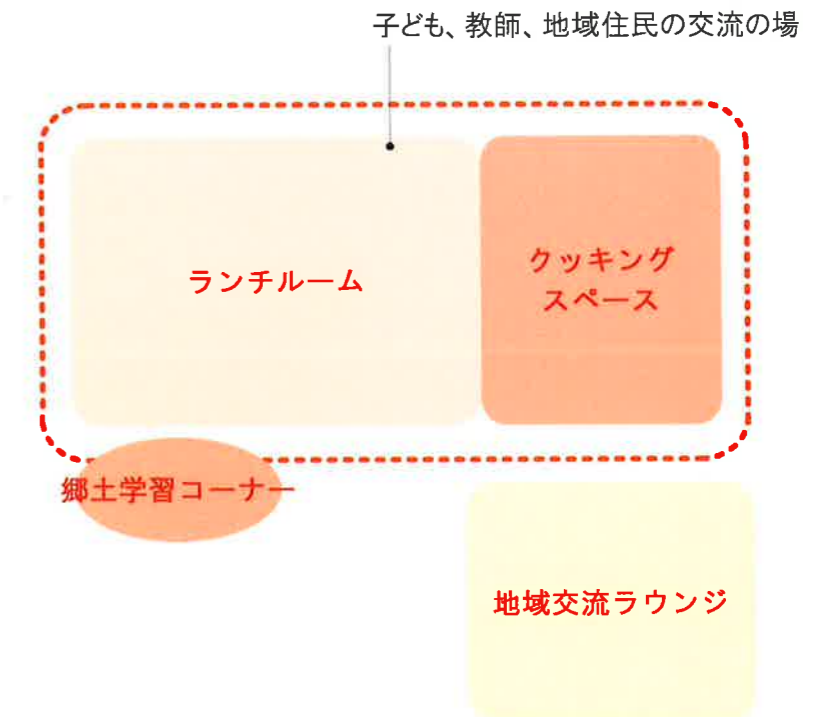 子ども、教師、地域住民の交流の場
ランチルーム
クッキング
スペース
郷土学習コーナー
地域交流ラウンジ